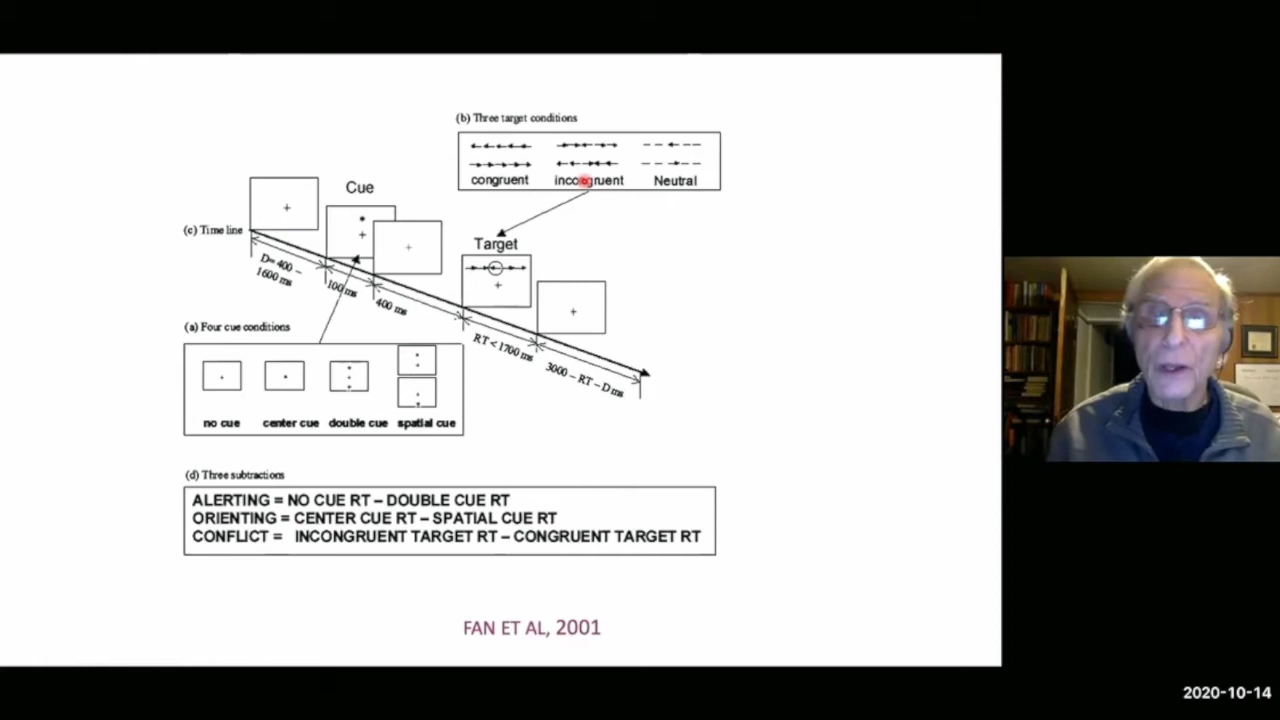 (b) Three target conditions
congruent incongruent Neutral
Cue
(c) Time line
Target
D= 400 –
1600 ms
100 ms
400 ms
RT < 1700 ms
3000 – RT – D ms
(a) Four cue conditions
no cue center cue double cue spatial cue
(d) Three subtractions
ALERTING = NO CUE RT – DOUBLE CUE RT
ORIENTING = CENTER CUE RT – SPATIAL CUE RT
CONFLICT = INCONGRUENT TARGET RT – CONGRUENT TARGET RT
FAN ET AL, 2001
2020-10-14